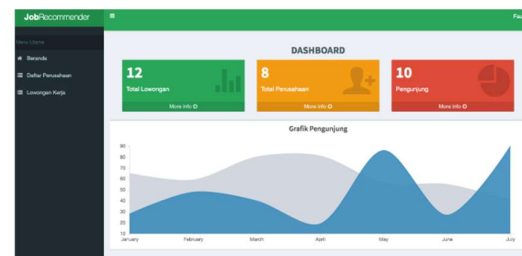 JobRecommender
Fau
Menu Utama
Beranda
Daftar Perusahaan
Lowongan Kerja
DASHBOARD
12
Total Lowongan
More info
8
Total Perusahaan
More info
10
Pengunjung
More info
Grafik Pengunjung
90
80
70
60
50
40
30
20
10
January February March April May June July